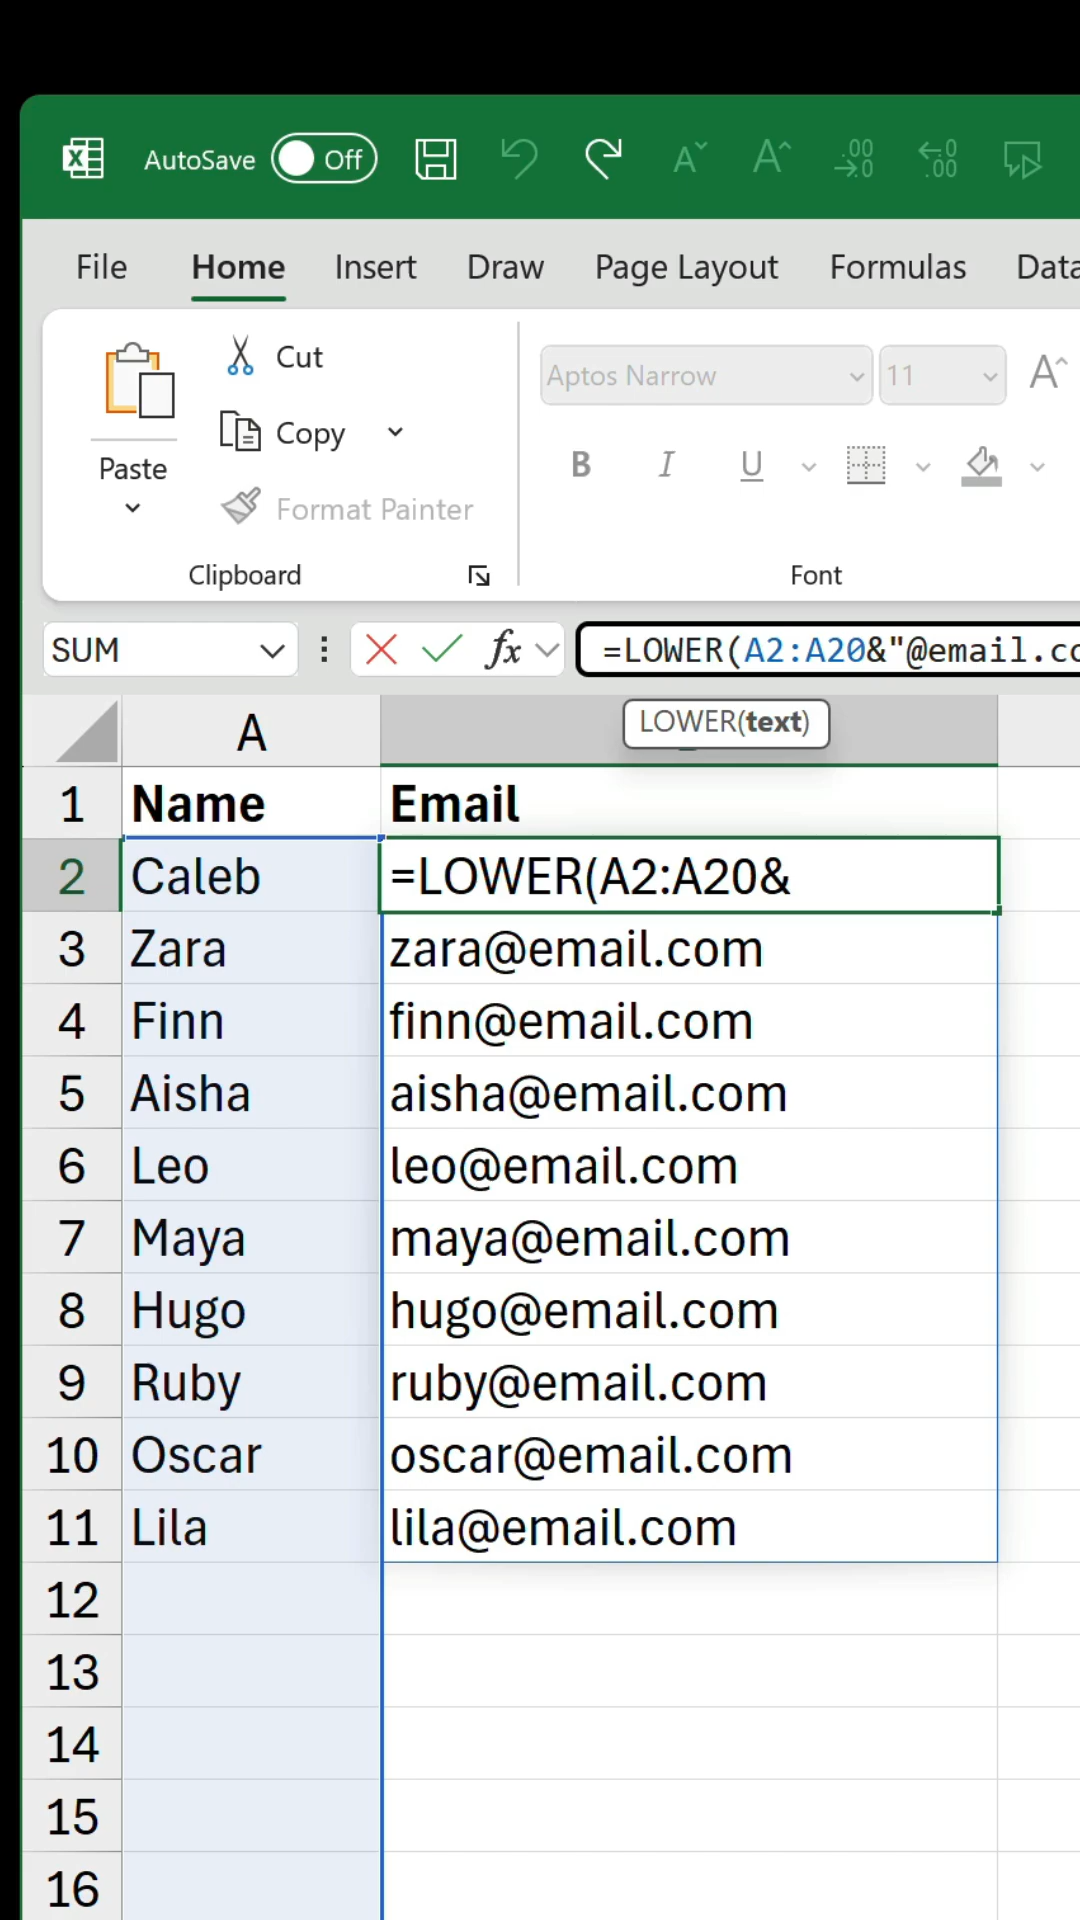 AutoSave Off
File Home Insert Draw Page Layout Formulas Data
Cut
Copy
Paste
Format Painter
Clipboard
Aptos Narrow 11
B I U
Font
SUM fx =LOWER(A2:A20&"@email.co
LOWER(text)
A
1 Name Email
2 Caleb =LOWER(A2:A20&
3 Zara zara@email.com
4 Finn finn@email.com
5 Aisha aisha@email.com
6 Leo leo@email.com
7 Maya maya@email.com
8 Hugo hugo@email.com
9 Ruby ruby@email.com
10 Oscar oscar@email.com
11 Lila lila@email.com
12
13
14
15
16